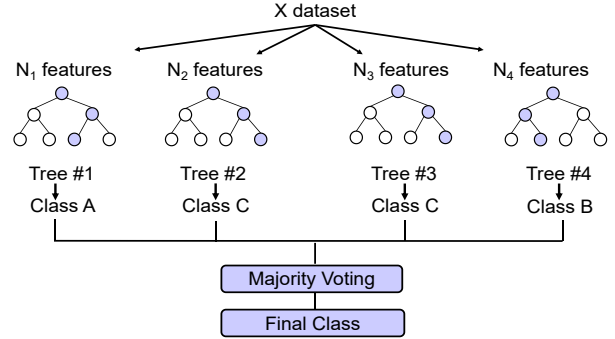 X dataset
N₁ features
N₂ features
N₃ features
N₄ features
Tree #1
Tree #2
Tree #3
Tree #4
Class A
Class C
Class C
Class B
Majority Voting
Final Class